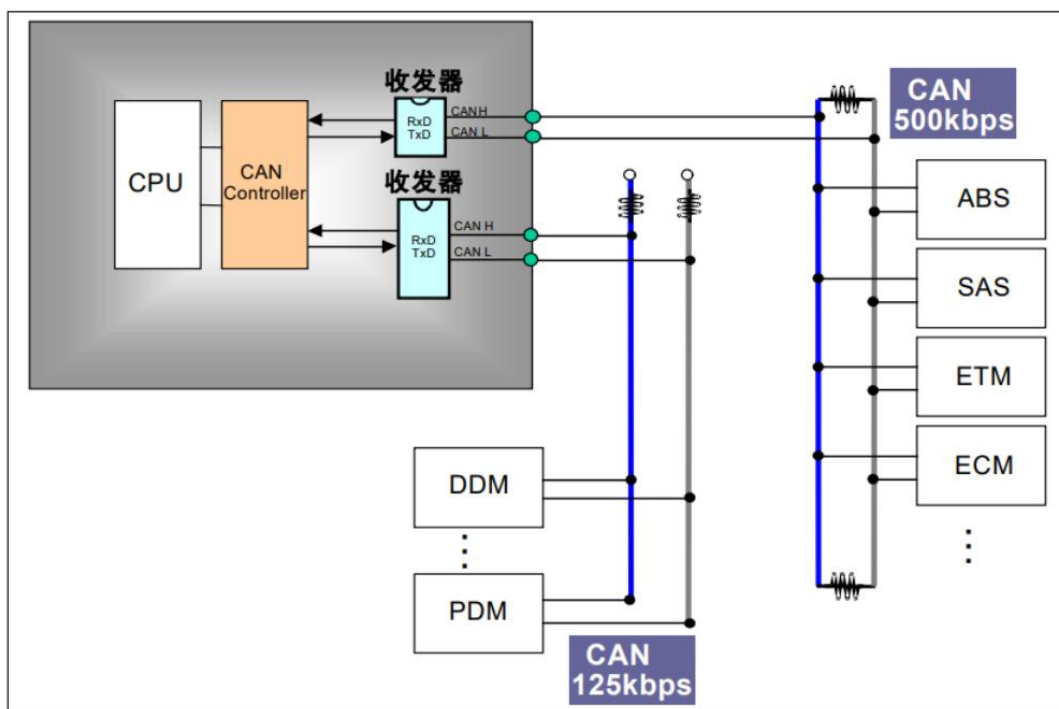 收发器
CPU
CAN
Controller
RxD
TxD
CANH
CAN L
收发器
RxD
TxD
CAN H
CAN L
CAN
500kbps
ABS
SAS
ETM
ECM
⋮
DDM
⋮
PDM
CAN
125kbps